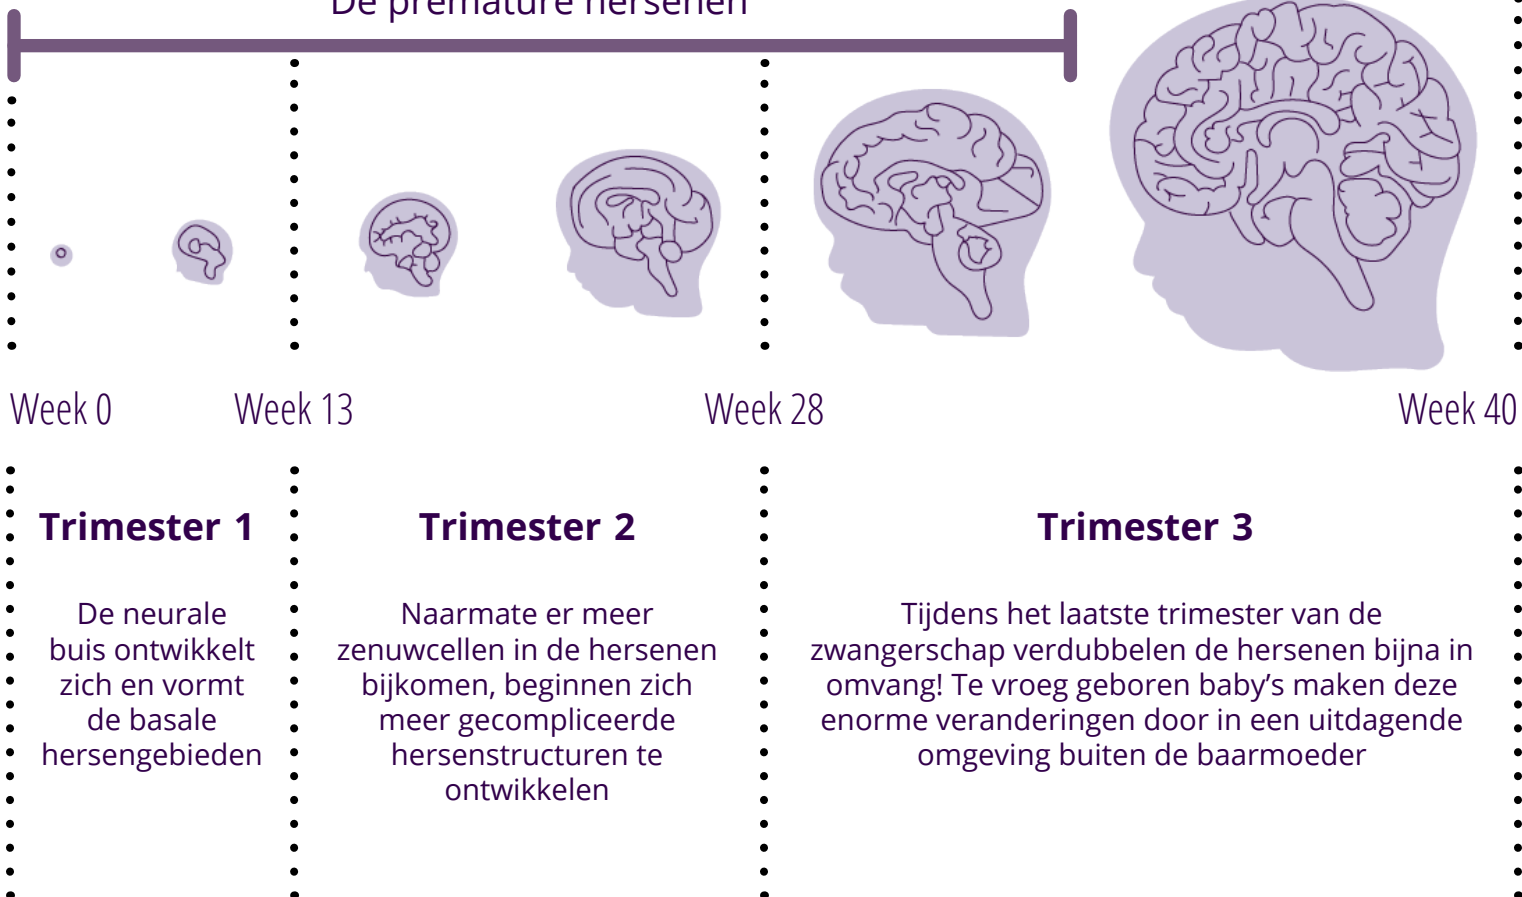 De premature hersenen
Week 0
Week 13
Week 28
Week 40
Trimester 1
De neurale
buis ontwikkelt
zich en vormt
de basale
hersengebieden
Trimester 2
Naarmate er meer
zenuwcellen in de hersenen
bijkomen, beginnen zich
meer gecompliceerde
hersenstructuren te
ontwikkelen
Trimester 3
Tijdens het laatste trimester van de
zwangerschap verdubbelen de hersenen bijna in
omvang! Te vroeg geboren baby’s maken deze
enorme veranderingen door in een uitdagende
omgeving buiten de baarmoeder